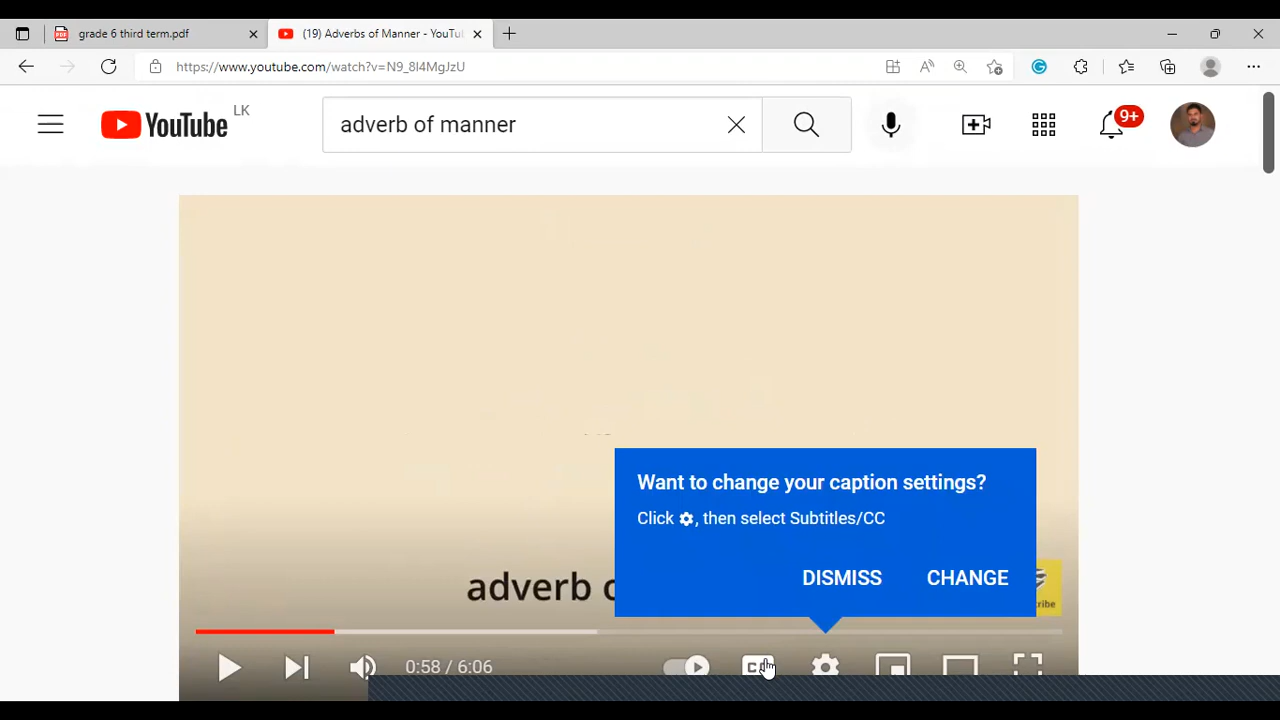 grade 6 third term.pdf
(19) Adverbs of Manner - YouTu
https://www.youtube.com/watch?v=N9_8I4MgJzU
YouTube LK
adverb of manner
9+
Want to change your caption settings?
Click , then select Subtitles/CC
DISMISS CHANGE
adverb
0:58 / 6:06